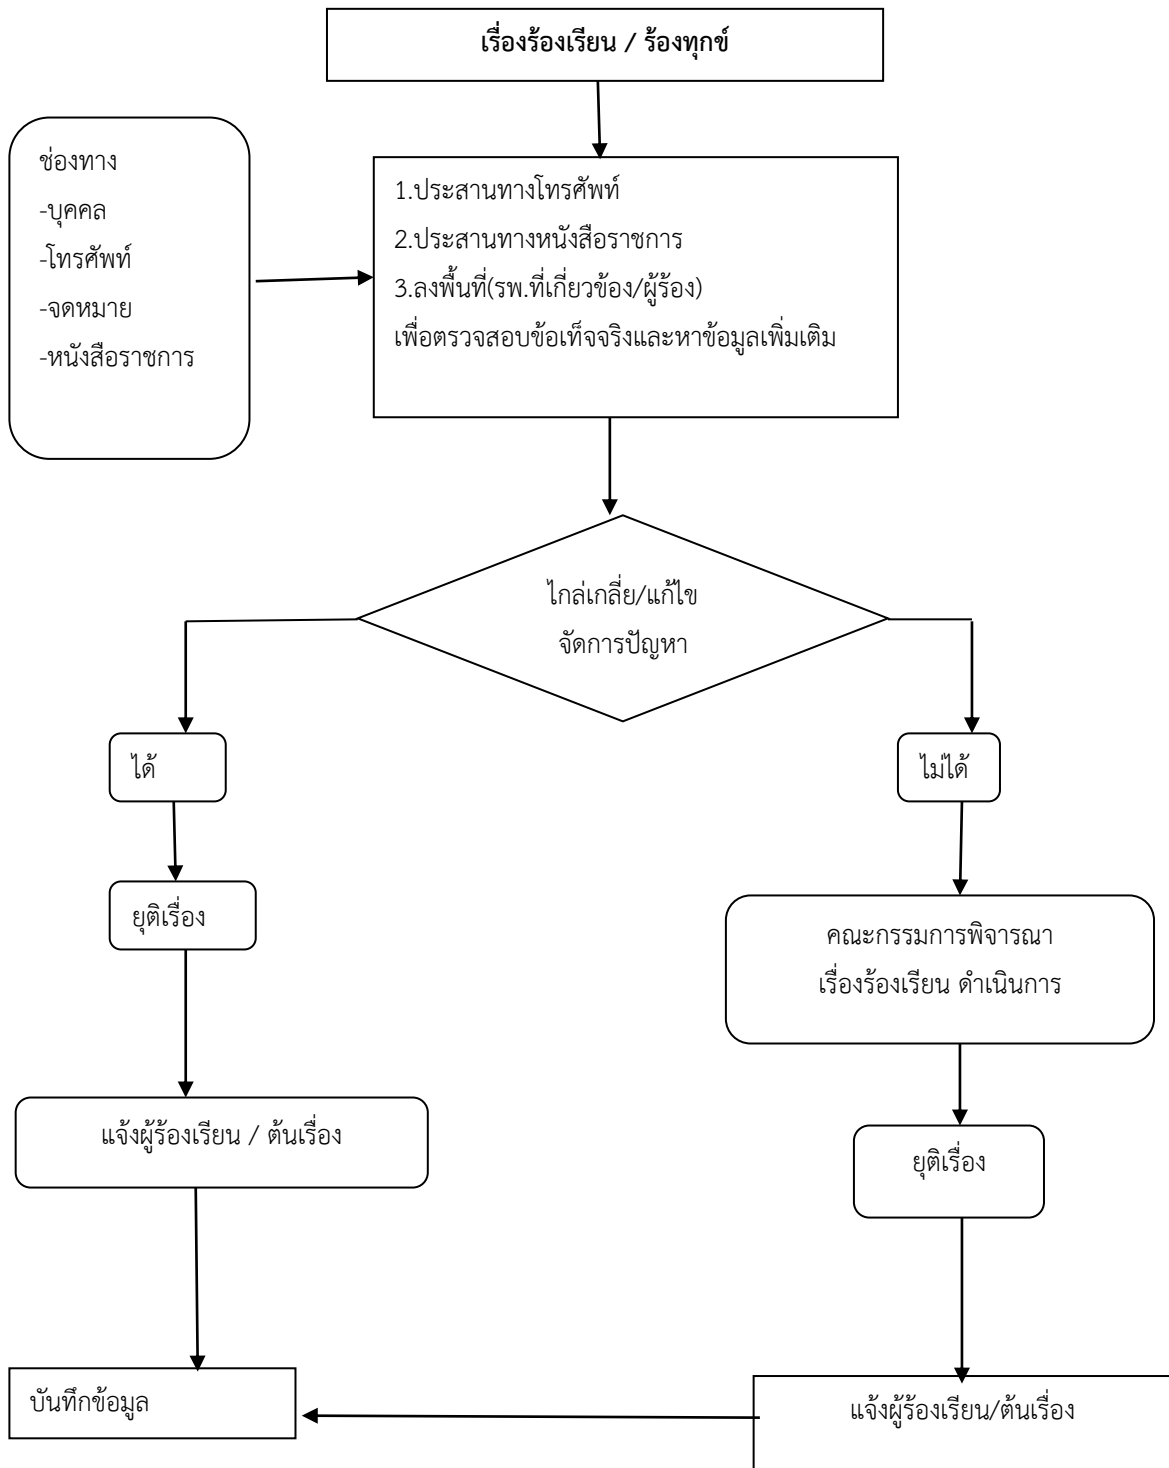 เรื่องร้องเรียน / ร้องทุกข์
ช่องทาง
-บุคคล
-โทรศัพท์
-จดหมาย
-หนังสือราชการ
1.ประสานทางโทรศัพท์
2.ประสานทางหนังสือราชการ
3.ลงพื้นที่(รพ.ที่เกี่ยวข้อง/ผู้ร้อง)
เพื่อตรวจสอบข้อเท็จจริงและหาข้อมูลเพิ่มเติม
ไกล่เกลี่ย/แก้ไข
จัดการปัญหา
ได้
ไม่ได้
ยุติเรื่อง
คณะกรรมการพิจารณา
เรื่องร้องเรียน ดำเนินการ
แจ้งผู้ร้องเรียน / ต้นเรื่อง
ยุติเรื่อง
บันทึกข้อมูล
แจ้งผู้ร้องเรียน/ต้นเรื่อง